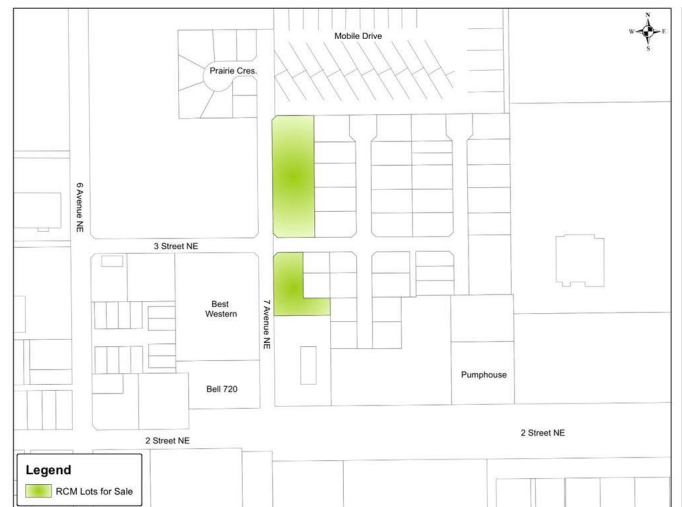 N
W E
S
Mobile Drive
Prairie Cres.
6 Avenue NE
3 Street NE
Best
Western
7 Avenue NE
Pumphouse
Bell 720
2 Street NE
2 Street NE
Legend
RCM Lots for Sale